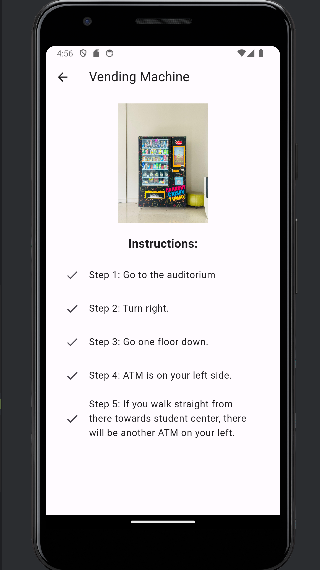 4:56
Vending Machine
Instructions:
Step 1: Go to the auditorium
Step 2: Turn right.
Step 3: Go one floor down.
Step 4: ATM is on your left side.
Step 5: If you walk straight from
there towards student center, there
will be another ATM on your left.